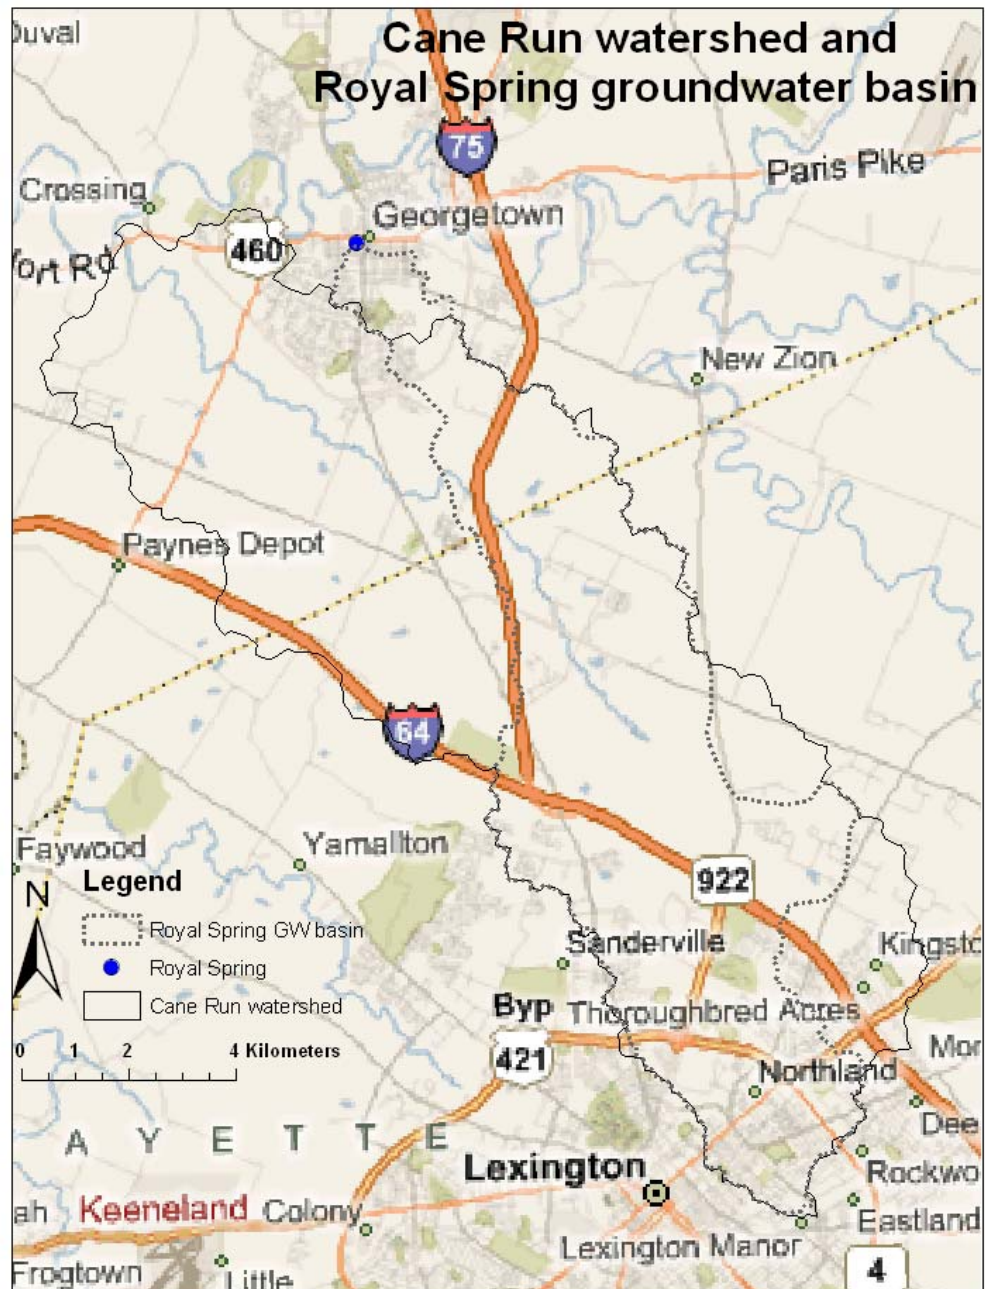 Duval
Cane Run watershed and
Royal Spring groundwater basin
75
Paris Pike
Crossing
Georgetown
460
fort Rd
New Zion
Paynes Depot
64
Faywood
Yarnallton
922
N
Legend
Royal Spring GW basin
Royal Spring
Cane Run watershed
Sanderville
Kingsto
Byp
Thoroughbred Acres
0 1 2 4 Kilometers
421
Mor
Northland
Dee
A Y E T T E
Lexington
Rockwo
ah Keeneland Colony
Eastland
Lexington Manor
Frogtown
Little
4